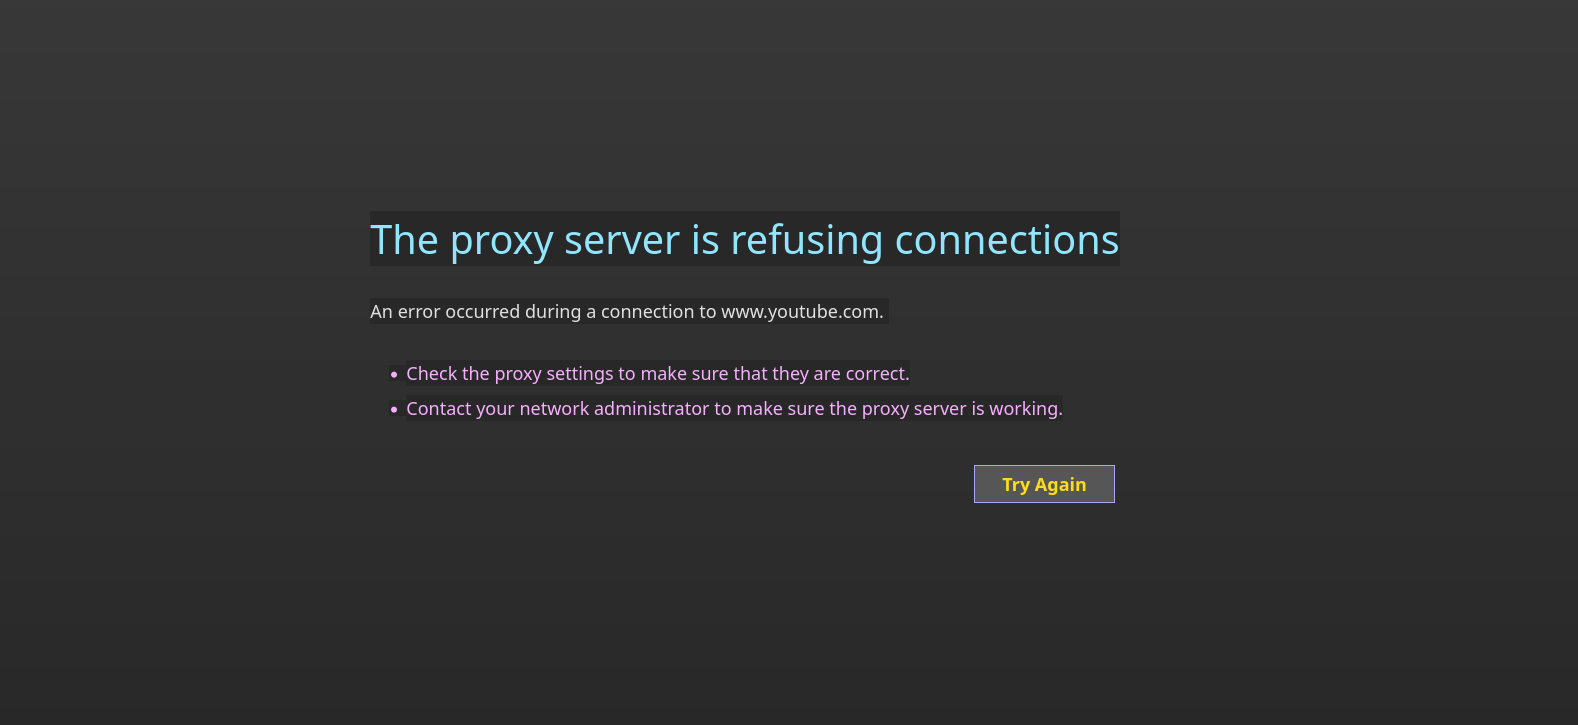 The proxy server is refusing connections
An error occurred during a connection to www.youtube.com.
• Check the proxy settings to make sure that they are correct.
• Contact your network administrator to make sure the proxy server is working.
Try Again